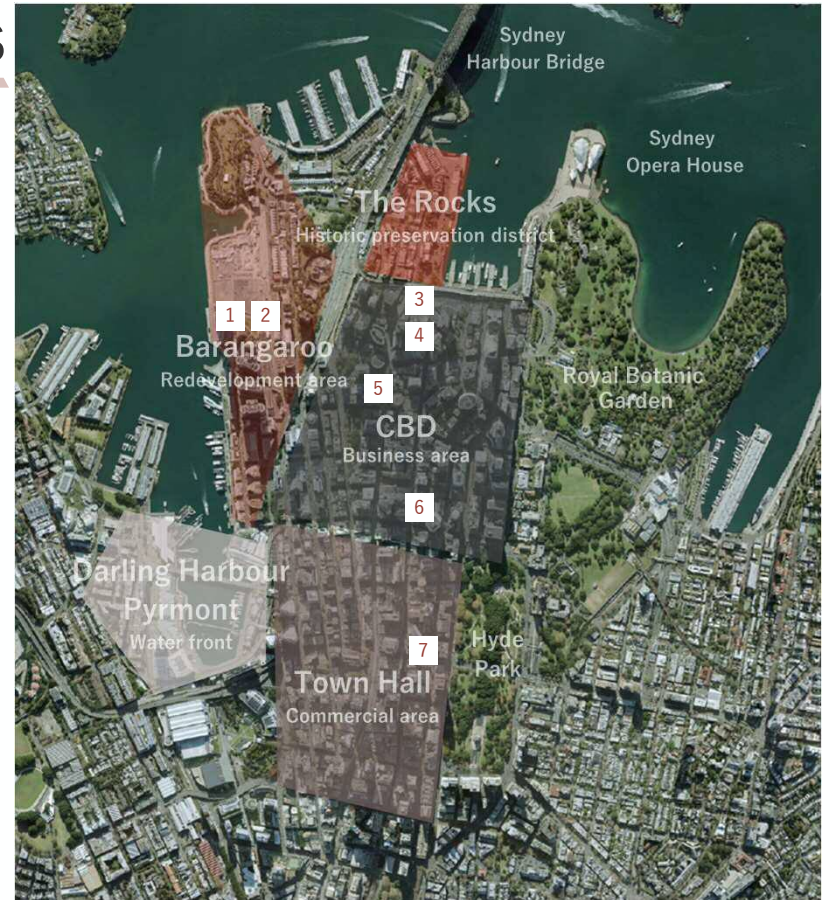 S
Sydney
Harbour Bridge
Sydney
Opera House
The Rocks
Historic preservation district
3
1 2
4
Barangaroo
Redevelopment area
5
Royal Botanic
Garden
CBD
Business area
6
Darling Harbour
Pyrmont
Water front
Hyde
Park
7
Town Hall
Commercial area